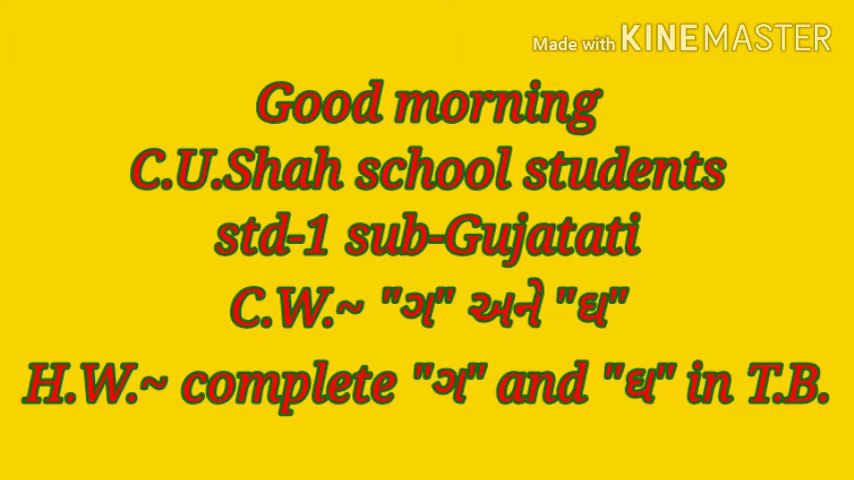 Made with KINEMASTER
Good morning
C.U.Shah school students
std-1 sub-Gujatati
C.W.~ "ગ" અને "ઘ"
H.W.~ complete "ગ" and "ઘ" in T.B.